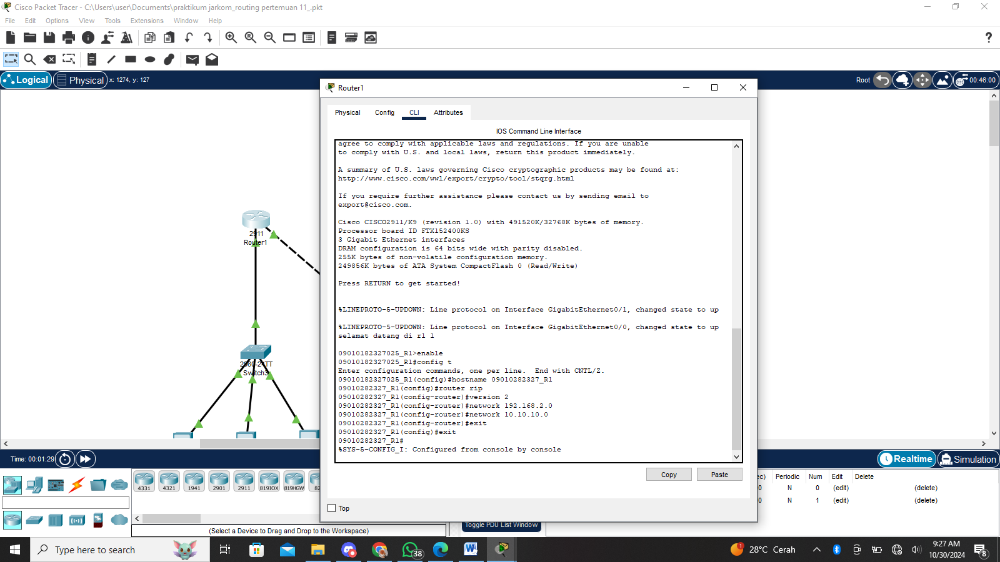 Cisco Packet Tracer - C:\Users\user\Documents\praktikum jarkom_routing pertemuan 11_.pkt
File Edit Options View Tools Extensions Window Help
Logical Physical x: 1274, y: 127
Root 00:46:00
Router1
Physical Config CLI Attributes
IOS Command Line Interface
agree to comply with applicable laws and regulations. If you are unable
to comply with U.S. and local laws, return this product immediately.
A summary of U.S. laws governing Cisco cryptographic products may be found at:
http://www.cisco.com/wwl/export/crypto/tool/stqrg.html
If you require further assistance please contact us by sending email to
export@cisco.com.
Cisco CISCO2911/K9 (revision 1.0) with 491520K/32768K bytes of memory.
Processor board ID FTX152400KS
3 Gigabit Ethernet interfaces
DRAM configuration is 64 bits wide with parity disabled.
255K bytes of non-volatile configuration memory.
249856K bytes of ATA System CompactFlash 0 (Read/Write)
Press RETURN to get started!
%LINEPROTO-5-UPDOWN: Line protocol on Interface GigabitEthernet0/1, changed state to up
%LINEPROTO-5-UPDOWN: Line protocol on Interface GigabitEthernet0/0, changed state to up
selamat datang di r1 1
09010182327025_R1>enable
09010182327025_R1#config t
Enter configuration commands, one per line. End with CNTL/Z.
09010182327025_R1(config)#hostname 09010282327_R1
09010282327_R1(config)#router rip
09010282327_R1(config-router)#version 2
09010282327_R1(config-router)#network 192.168.2.0
09010282327_R1(config-router)#network 10.10.10.0
09010282327_R1(config-router)#exit
09010282327_R1(config)#exit
09010282327_R1#
%SYS-5-CONFIG_I: Configured from console by console
Copy Paste
Top
2911
Router1
2960-24TT
Switch3
Time: 00:01:29
Realtime Simulation
4331 4321 1941 2901 2911 819IOX 819HGW 82
(Select a Device to Drag and Drop to the Workspace)
Toggle PDU List Window
ec) Periodic Num Edit Delete
0 N 0 (edit) (delete)
0 N 1 (edit) (delete)
Type here to search
38
1
28°C Cerah
9:27 AM
10/30/2024
8